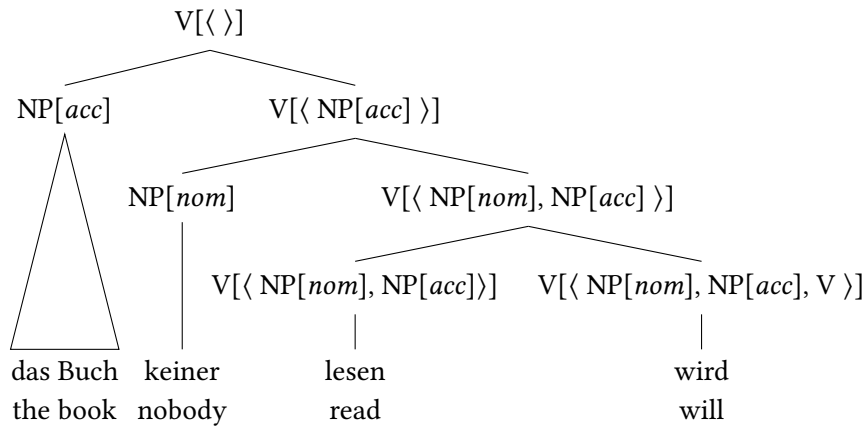 V[⟨ ⟩]
NP[acc] V[⟨ NP[acc] ⟩]
NP[nom] V[⟨ NP[nom], NP[acc] ⟩]
V[⟨ NP[nom], NP[acc]⟩] V[⟨ NP[nom], NP[acc], V ⟩]
das Buch keiner lesen wird
the book nobody read will